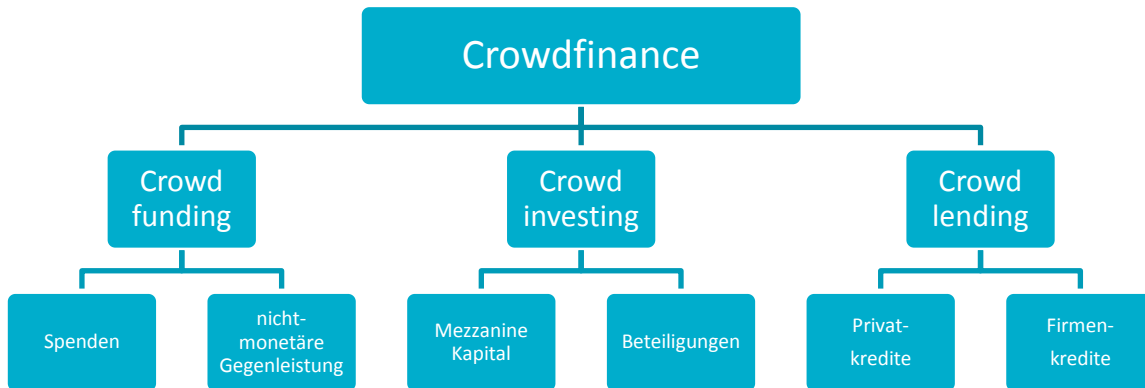 Crowdfinance
Crowd
funding
Crowd
investing
Crowd
lending
Spenden
nicht-
monetäre
Gegenleistung
Mezzanine
Kapital
Beteiligungen
Privat-
kredite
Firmen-
kredite